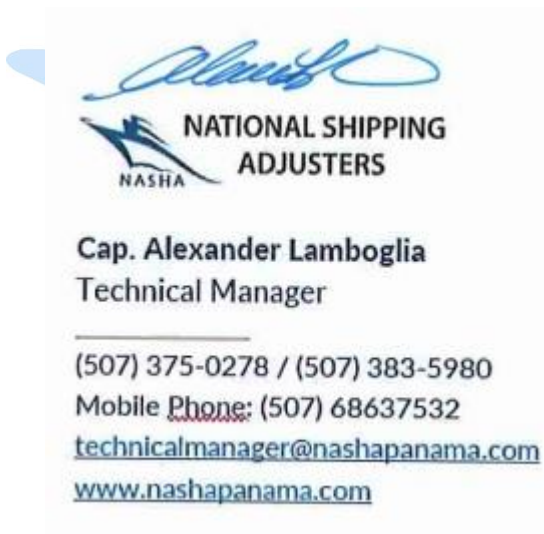 NATIONAL SHIPPING
ADJUSTERS
NASHA
Cap. Alexander Lamboglia
Technical Manager
(507) 375-0278 / (507) 383-5980
Mobile Phone: (507) 68637532
technicalmanager@nashapanama.com
www.nashapanama.com